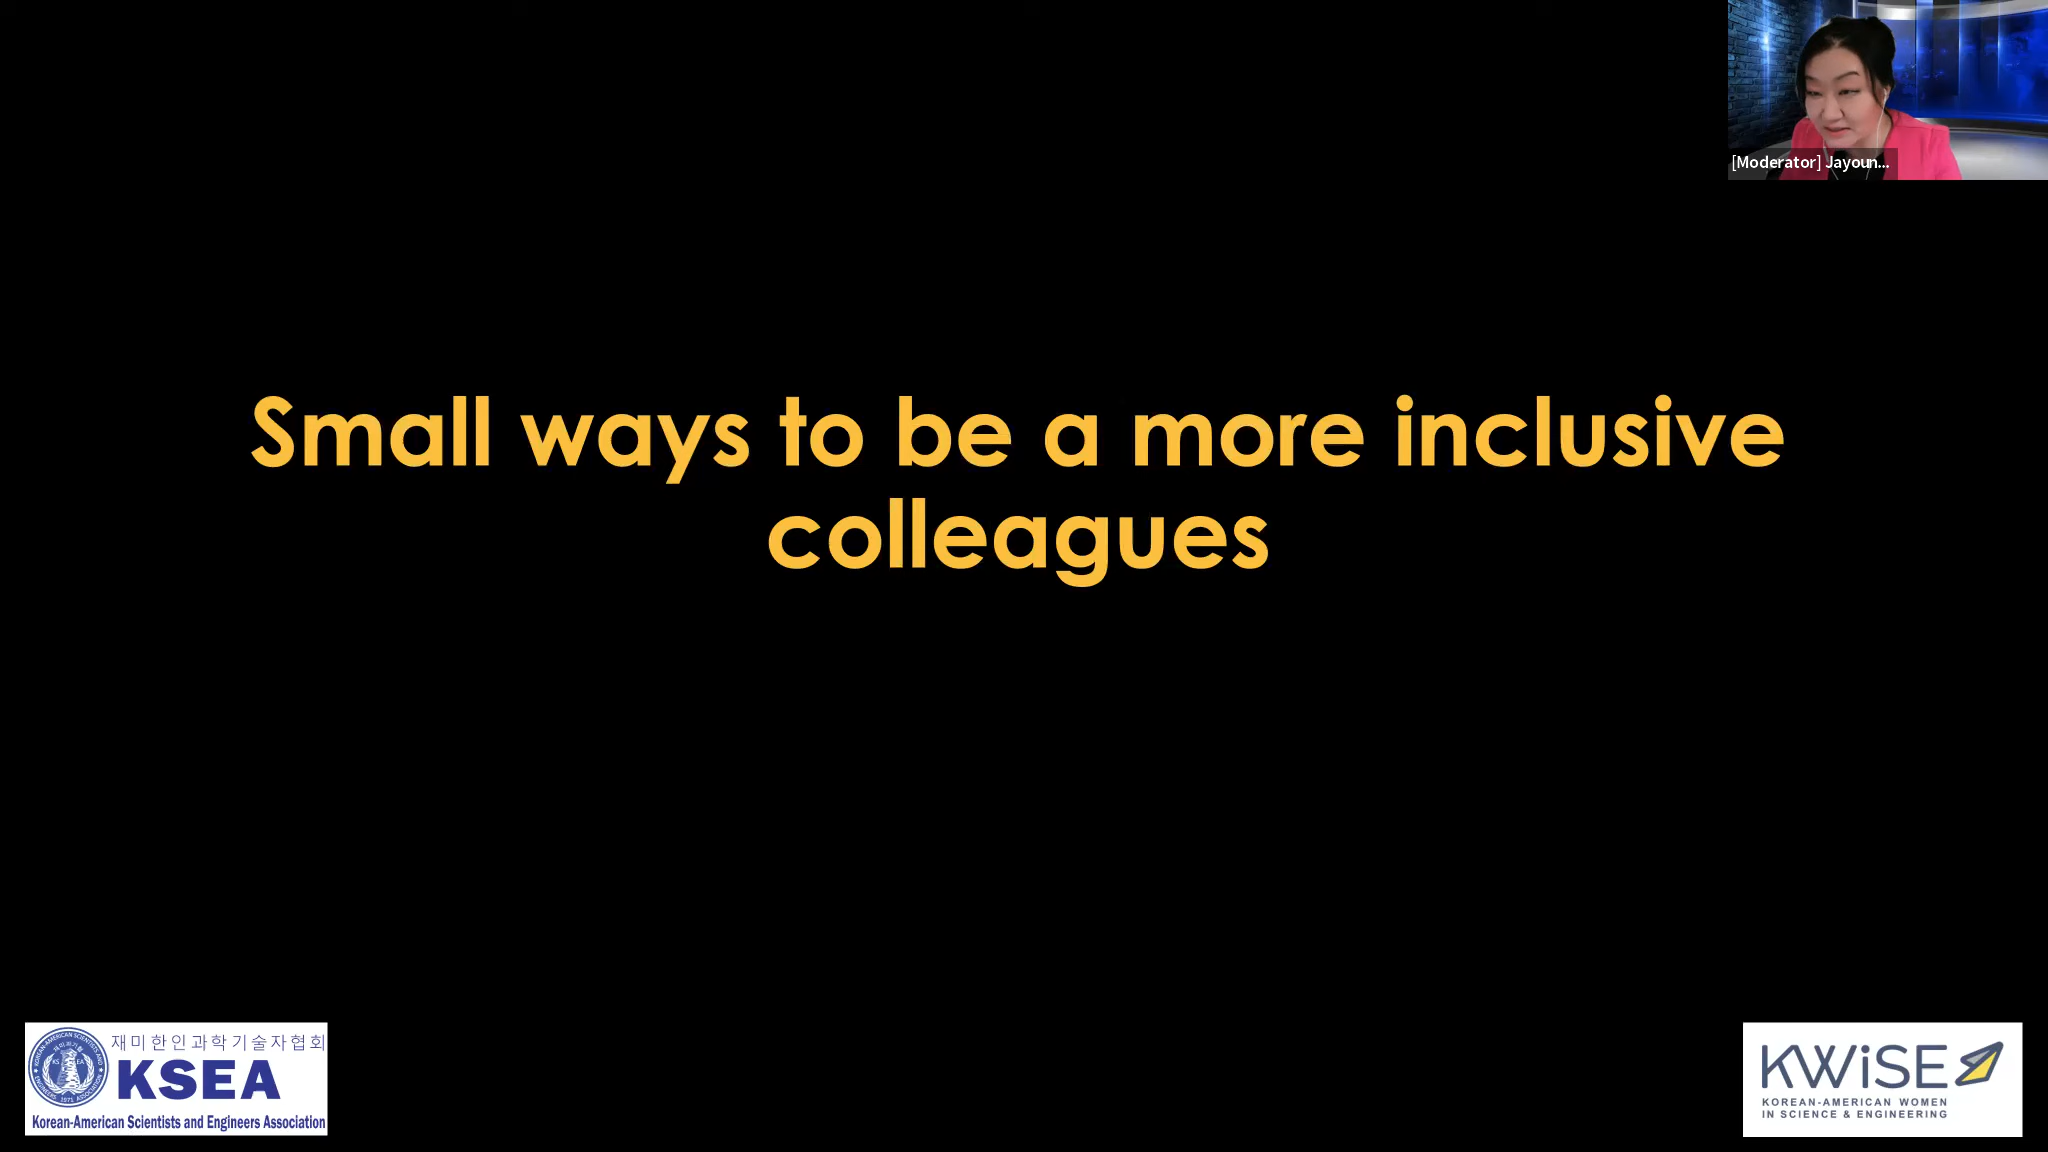 [Moderator] Jayoun...
Small ways to be a more inclusive
colleagues
재미한인과학기술자협회
KSEA
Korean-American Scientists and Engineers Association
KWiSE
KOREAN-AMERICAN WOMEN
IN SCIENCE & ENGINEERING